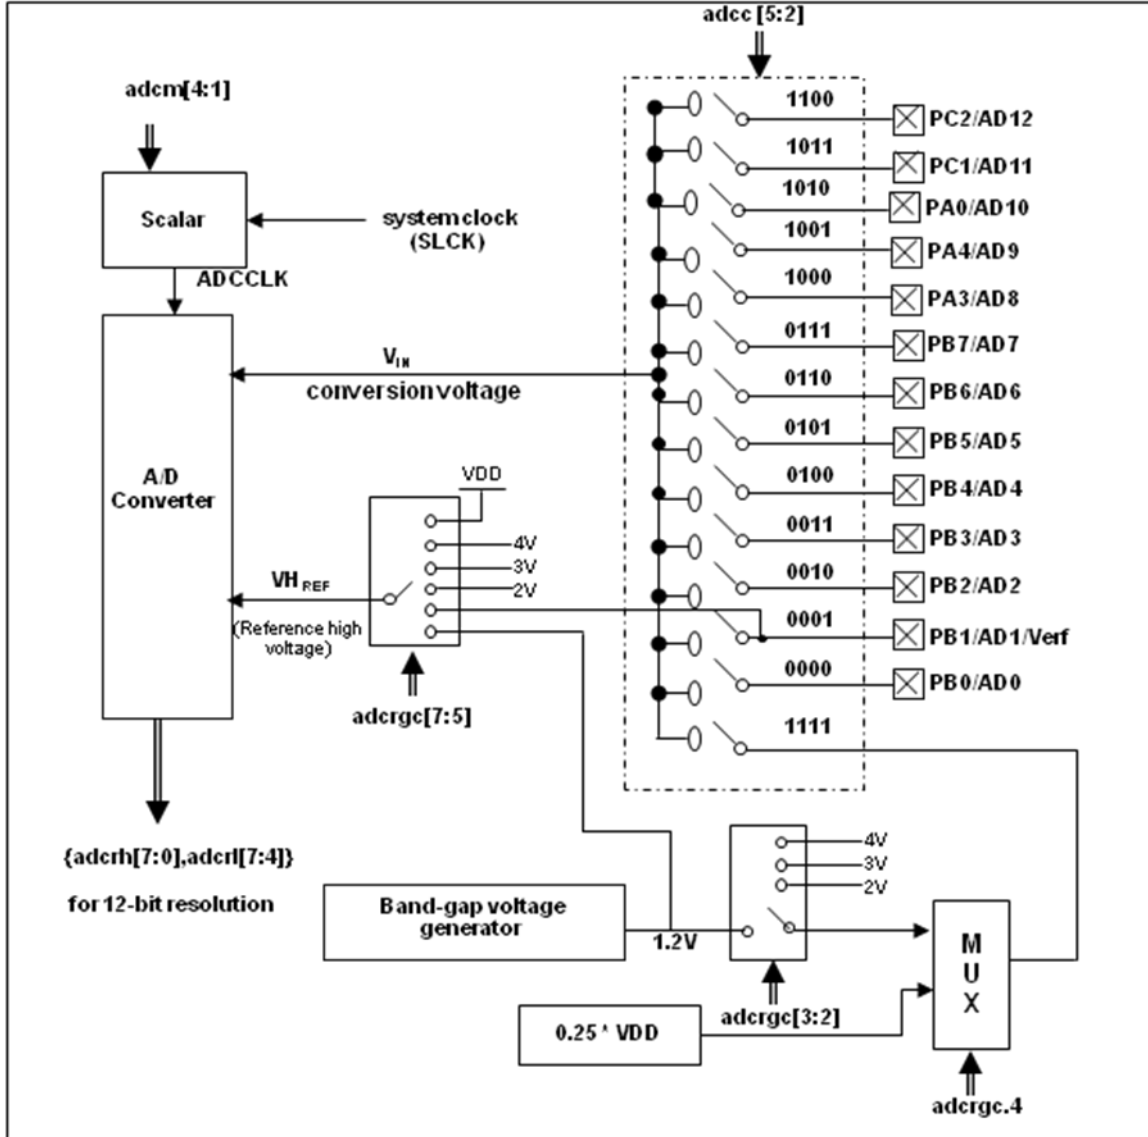 adcc [5:2]
adcm[4:1]
Scalar
system clock
(SLCK)
ADCCLK
A/D
Converter
V IN
conversion voltage
VDD
4V
3V
2V
VH REF
(Reference high
voltage)
adcrgc[7:5]
{adcrh[7:0],adcrl[7:4]}
for 12-bit resolution
1100
PC2/AD12
1011
PC1/AD11
1010
PA0/AD10
1001
PA4/AD9
1000
PA3/AD8
0111
PB7/AD7
0110
PB6/AD6
0101
PB5/AD5
0100
PB4/AD4
0011
PB3/AD3
0010
PB2/AD2
0001
PB1/AD1/Verf
0000
PB0/AD0
1111
Band-gap voltage
generator
1.2V
4V
3V
2V
adcrgc[3:2]
0.25 * VDD
M
U
X
adcrgc.4